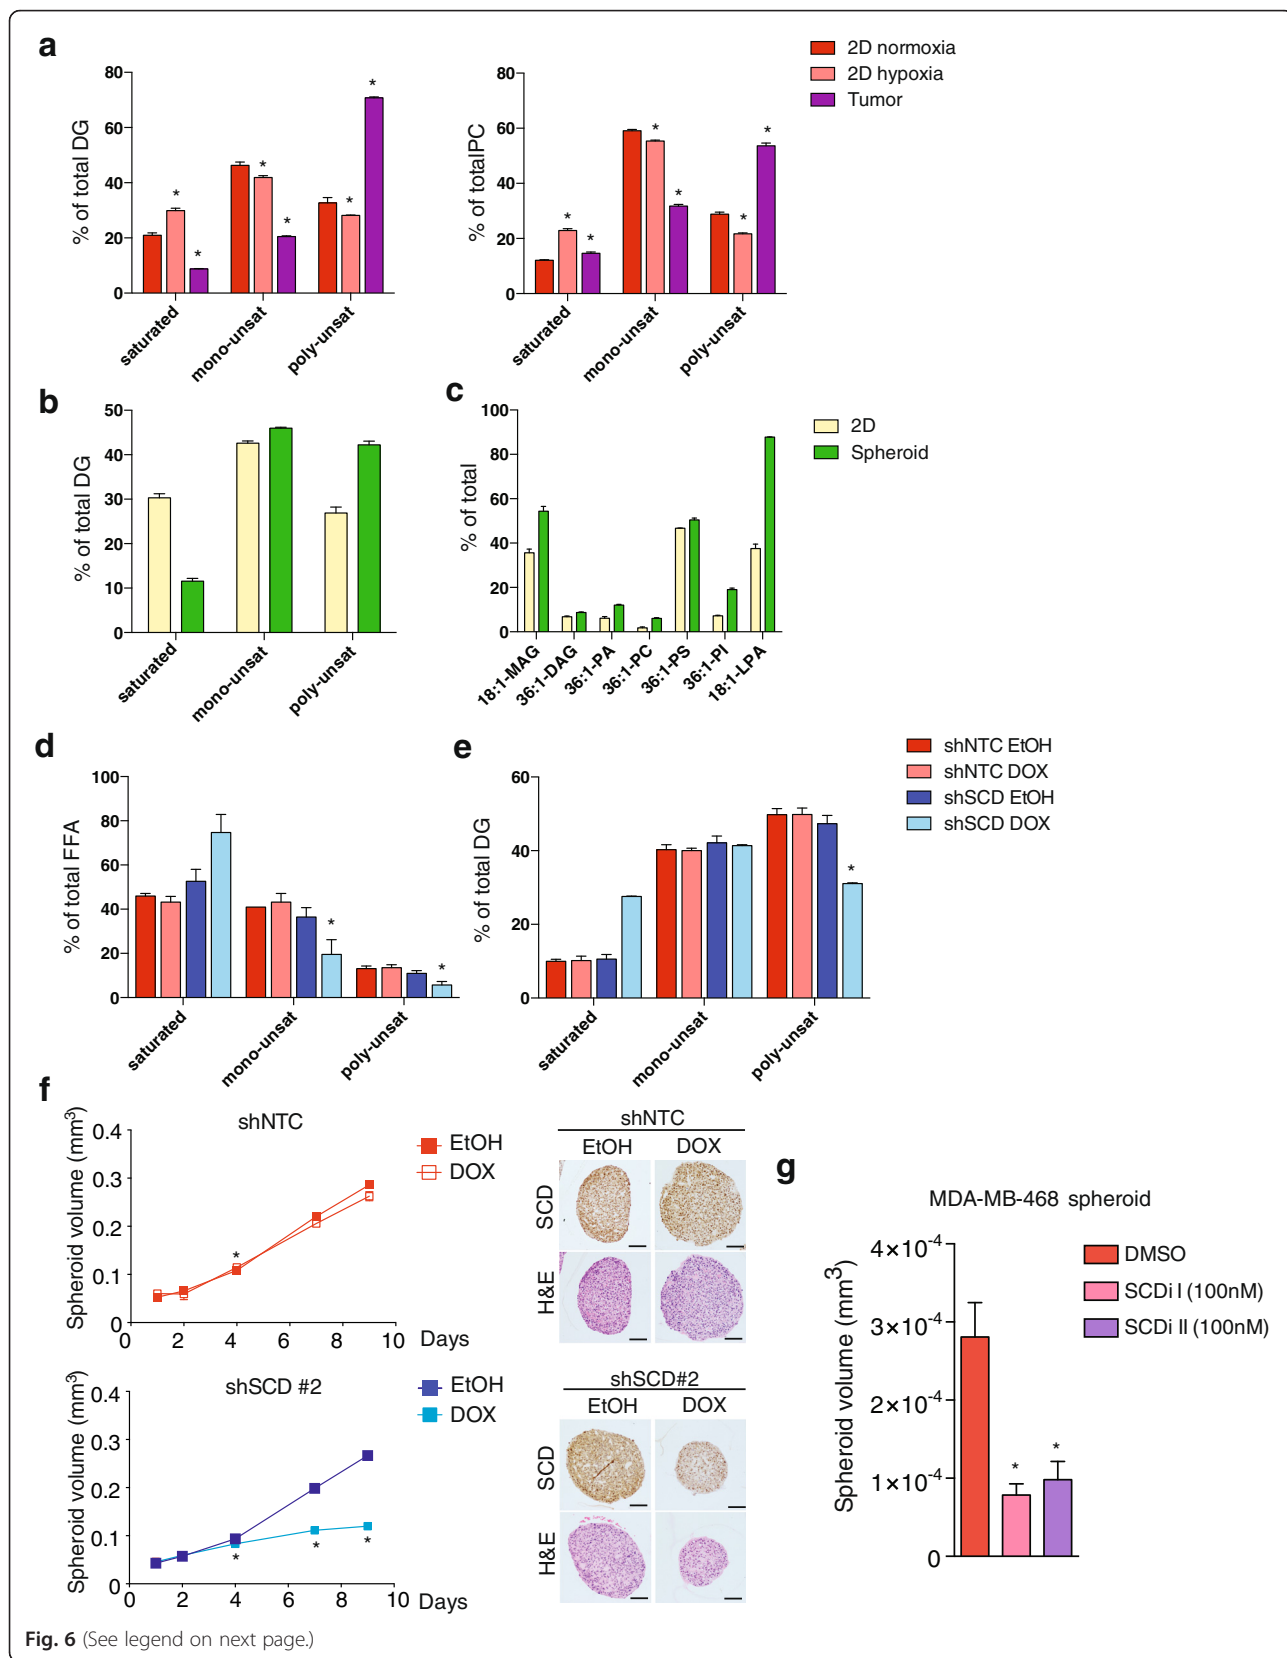 a
2D normoxia
2D hypoxia
Tumor
% of total DG
80
60
40
20
0
saturated
mono-unsat
poly-unsat
* * * * * *
% of totalPC
80
60
40
20
0
saturated
mono-unsat
poly-unsat
* * * * * *
b
% of total DG
50
40
30
20
10
0
saturated
mono-unsat
poly-unsat
c
2D
Spheroid
% of total
100
80
60
40
20
0
18:1-MAG
36:1-DAG
36:1-PA
36:1-PC
36:1-PS
36:1-PI
18:1-LPA
d
% of total FFA
100
80
60
40
20
0
saturated
mono-unsat
poly-unsat
* *
e
shNTC EtOH
shNTC DOX
shSCD EtOH
shSCD DOX
% of total DG
60
40
20
0
saturated
mono-unsat
poly-unsat
*
f
shNTC
Spheroid volume (mm³)
0.4
0.3
0.2
0.1
0
0 2 4 6 8 10 Days
*
EtOH
DOX
shNTC
EtOH DOX
SCD
H&E
shSCD #2
Spheroid volume (mm³)
0.4
0.3
0.2
0.1
0
0 2 4 6 8 10 Days
* * *
EtOH
DOX
shSCD#2
EtOH DOX
SCD
H&E
g
MDA-MB-468 spheroid
Spheroid volume (mm³)
4×10⁻⁴
3×10⁻⁴
2×10⁻⁴
1×10⁻⁴
0
* *
DMSO
SCDi I (100nM)
SCDi II (100nM)
Fig. 6 (See legend on next page.)